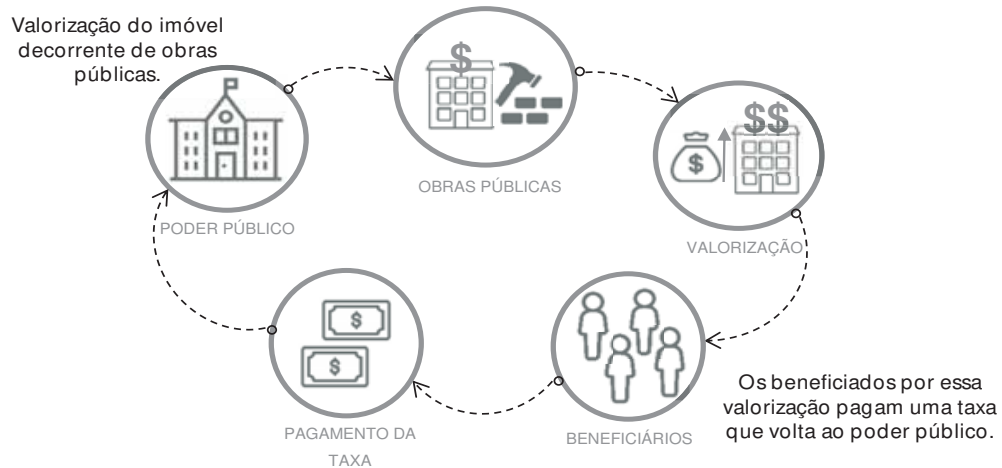 Valorização do imóvel
decorrente de obras
públicas.
$
OBRAS PÚBLICAS
$$
$
VALORIZAÇÃO
PODER PÚBLICO
$
$
PAGAMENTO DA
TAXA
BENEFICIÁRIOS
Os beneficiados por essa
valorização pagam uma taxa
que volta ao poder público.